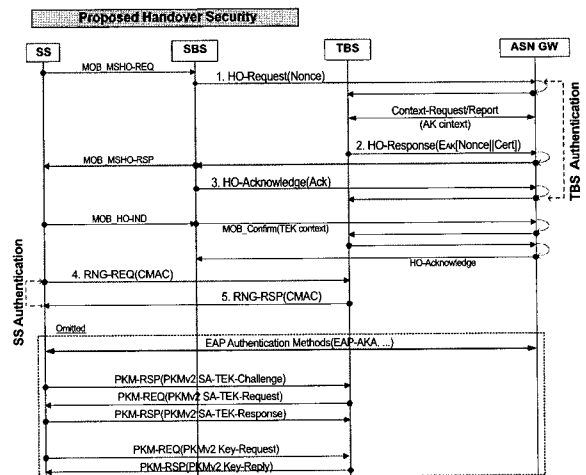 Proposed Handover Security
SS
SBS
TBS
ASN GW
MOB_MSHO-REQ
1. HO-Request(Nonce)
Context-Request/Report
(AK cintext)
2. HO-Response(EAK[Nonce||Cert])
MOB_MSHO-RSP
3. HO-Acknowledge(Ack)
MOB_HO-IND
MOB_Confirm(TEK context)
HO-Acknowledge
TBS Authentication
4. RNG-REQ(CMAC)
5. RNG-RSP(CMAC)
SS Authentication
Omitted
EAP Authentication Methods(EAP-AKA, ...)
PKM-RSP(PKMv2 SA-TEK-Challenge)
PKM-REQ(PKMv2 SA-TEK-Request)
PKM-RSP(PKMv2 SA-TEK-Response)
PKM-REQ(PKMv2 Key-Request)
PKM-RSP(PKMv2 Key-Reply)